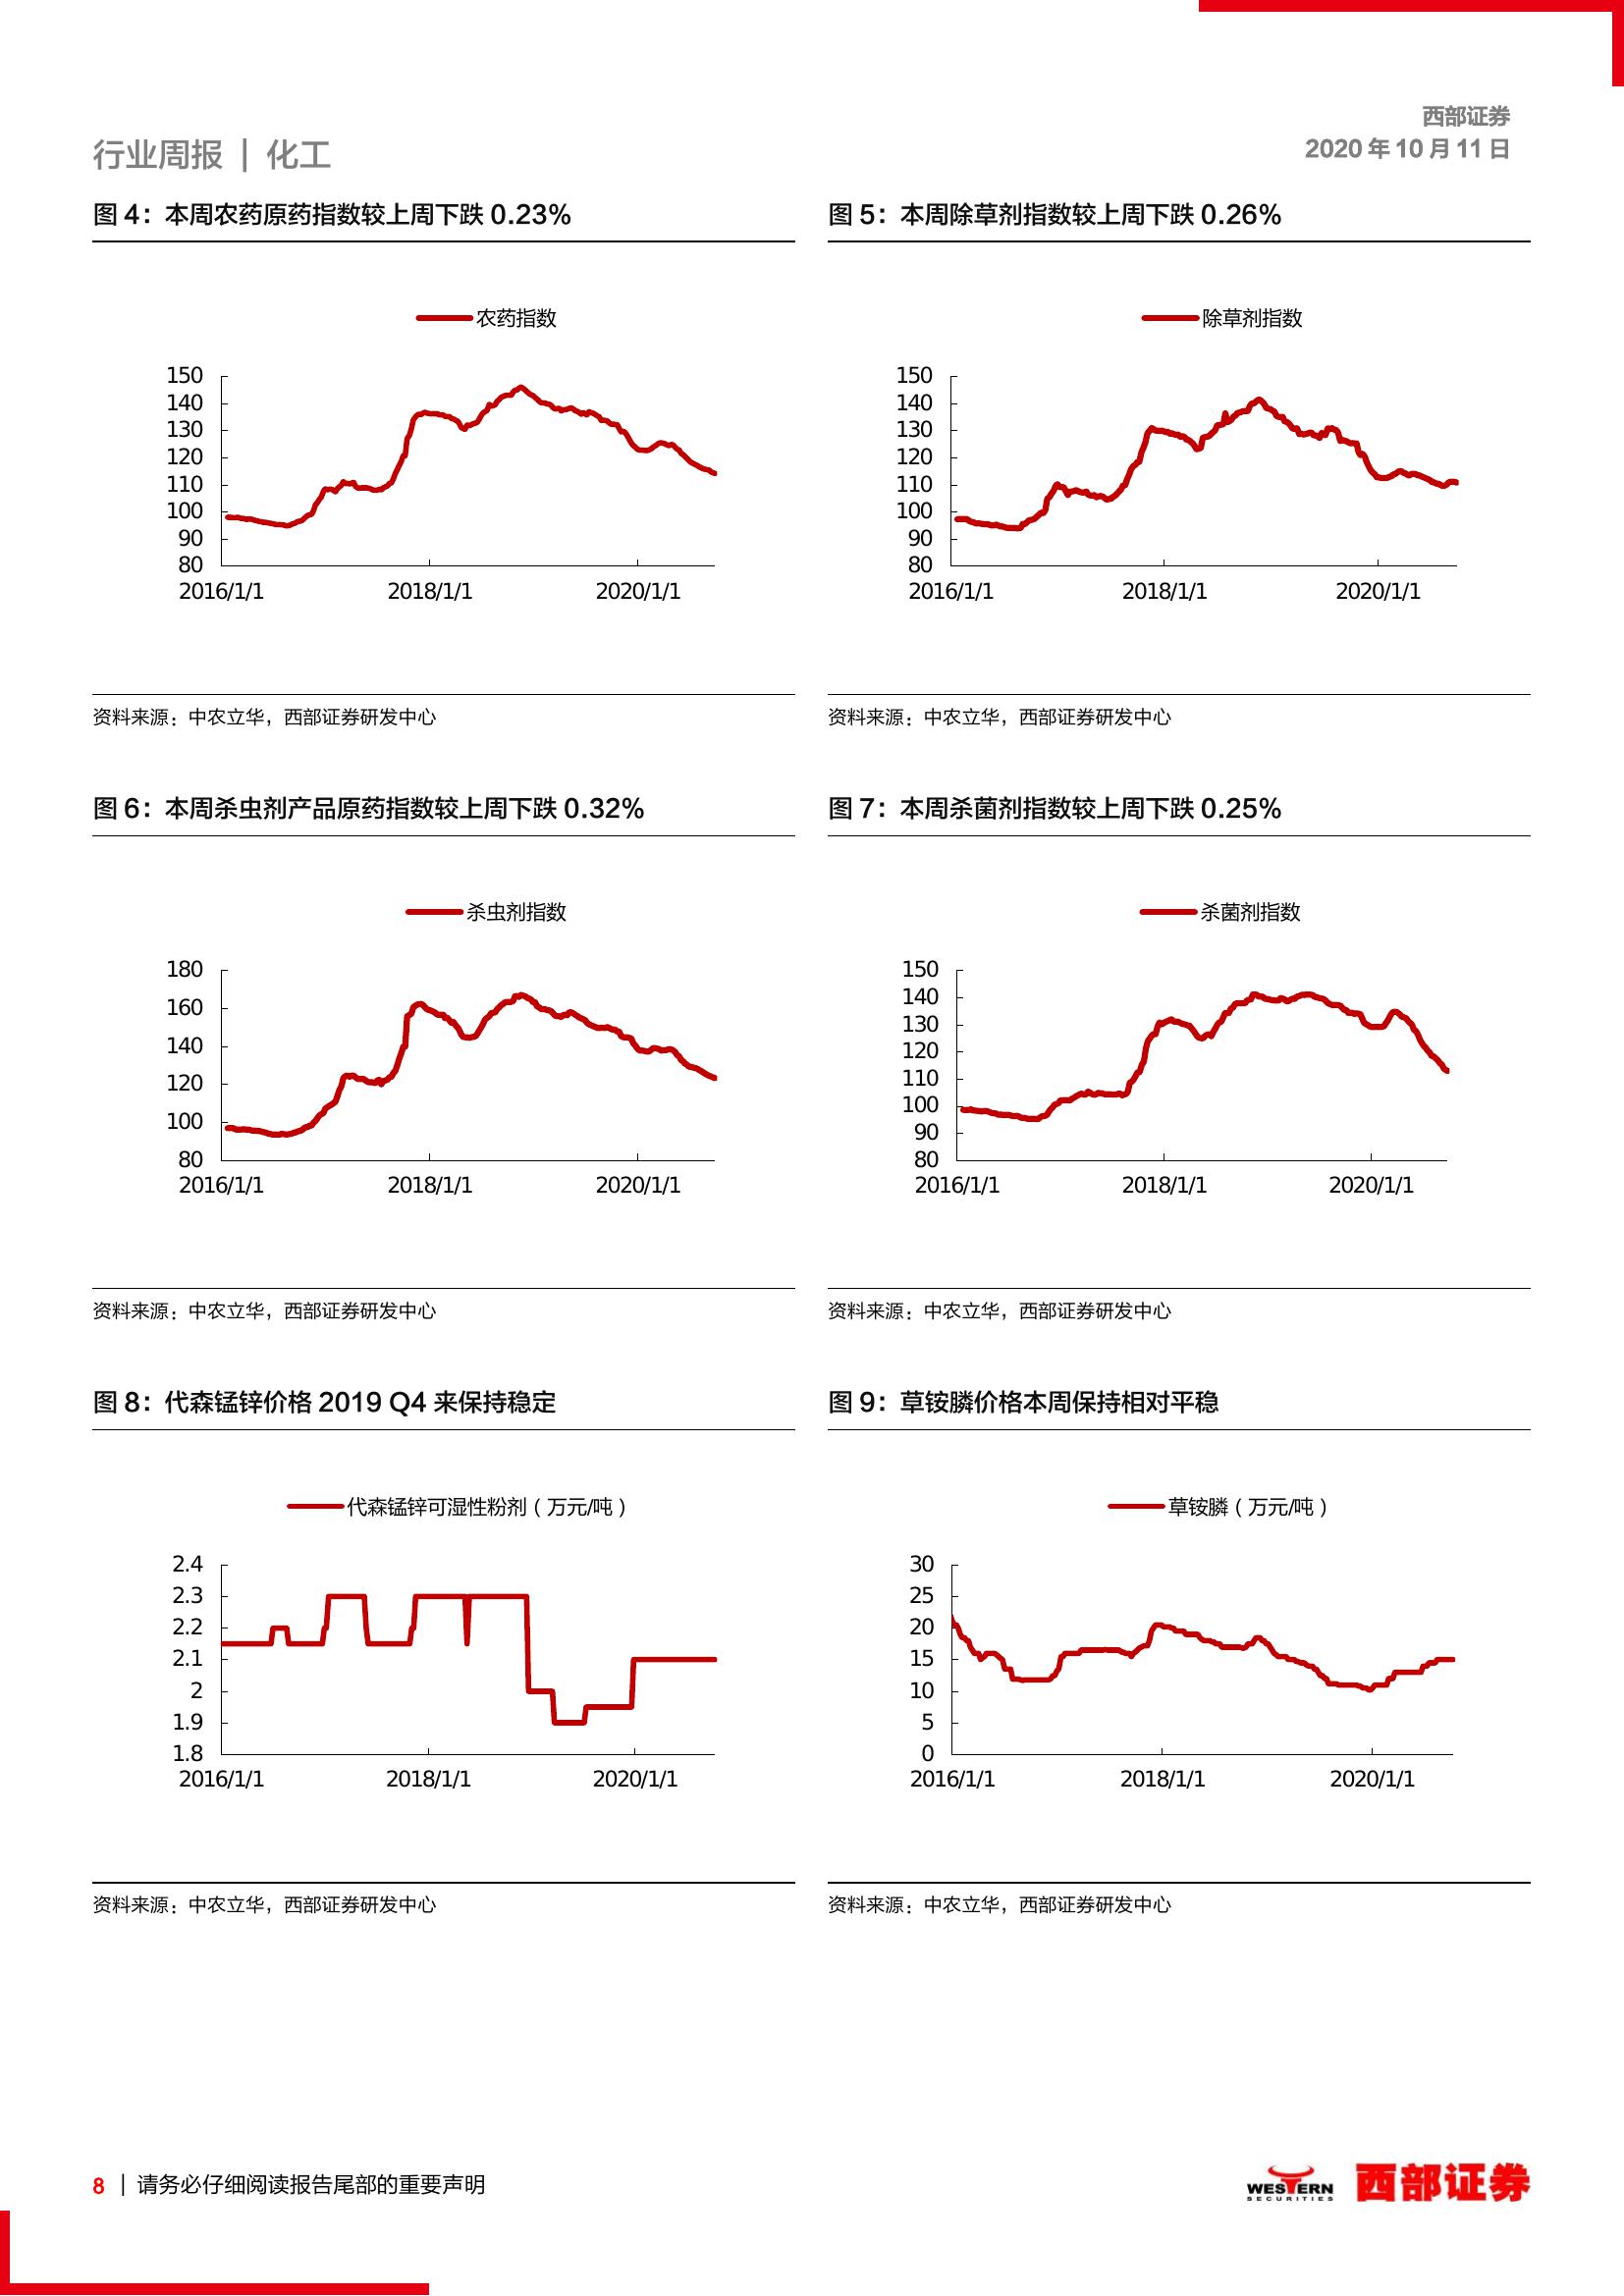 西部证券
行业周报 | 化工
2020 年 10 月 11 日
图 4：本周农药原药指数较上周下跌 0.23%
图 5：本周除草剂指数较上周下跌 0.26%
农药指数
150
140
130
120
110
100
90
80
2016/1/1 2018/1/1 2020/1/1
除草剂指数
150
140
130
120
110
100
90
80
2016/1/1 2018/1/1 2020/1/1
资料来源：中农立华，西部证券研发中心
资料来源：中农立华，西部证券研发中心
图 6：本周杀虫剂产品原药指数较上周下跌 0.32%
图 7：本周杀菌剂指数较上周下跌 0.25%
杀虫剂指数
180
160
140
120
100
80
2016/1/1 2018/1/1 2020/1/1
杀菌剂指数
150
140
130
120
110
100
90
80
2016/1/1 2018/1/1 2020/1/1
资料来源：中农立华，西部证券研发中心
资料来源：中农立华，西部证券研发中心
图 8：代森锰锌价格 2019 Q4 来保持稳定
图 9：草铵膦价格本周保持相对平稳
代森锰锌可湿性粉剂（万元/吨）
2.4
2.3
2.2
2.1
2
1.9
1.8
2016/1/1 2018/1/1 2020/1/1
草铵膦（万元/吨）
30
25
20
15
10
5
0
2016/1/1 2018/1/1 2020/1/1
资料来源：中农立华，西部证券研发中心
资料来源：中农立华，西部证券研发中心
8 | 请务必仔细阅读报告尾部的重要声明
WESTERN
SECURITIES
西部证券